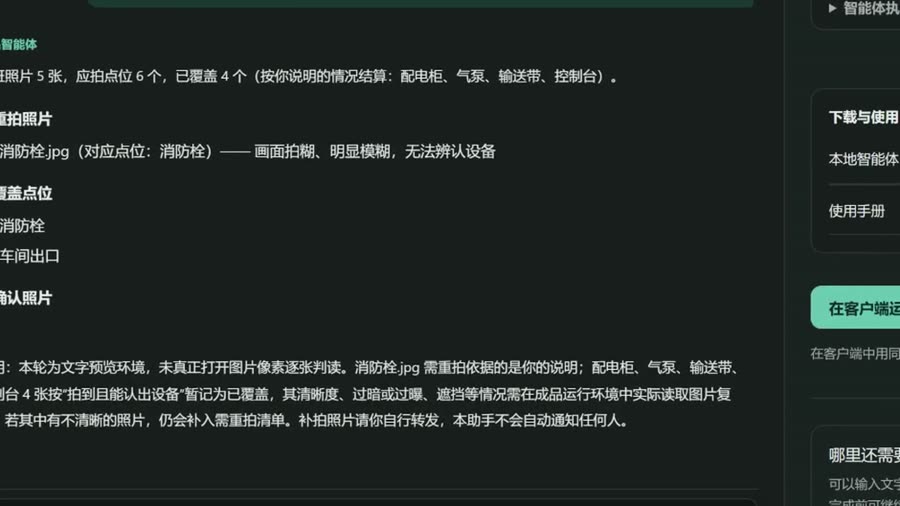 智能体执
智能体
班照片 5 张，应拍点位 6 个，已覆盖 4 个（按你说明的情况结算：配电柜、气泵、输送带、控制台）。
重拍照片
消防栓.jpg（对应点位：消防栓）—— 画面拍糊、明显模糊，无法辨认设备
覆盖点位
消防栓
车间出口
确认照片
明：本轮为文字预览环境，未真正打开图片像素逐张判读。消防栓.jpg 需重拍依据的是你的说明；配电柜、气泵、输送带、
制台 4 张按“拍到且能认出设备”暂记为已覆盖，其清晰度、过暗或过曝、遮挡等情况需在成品运行环境中实际读取图片复
若其中有不清晰的照片，仍会补入需重拍清单。补拍照片请你自行转发，本助手不会自动通知任何人。
下载与使用
本地智能体
使用手册
在客户端运
在客户端中用同
哪里还需要
可以输入文字